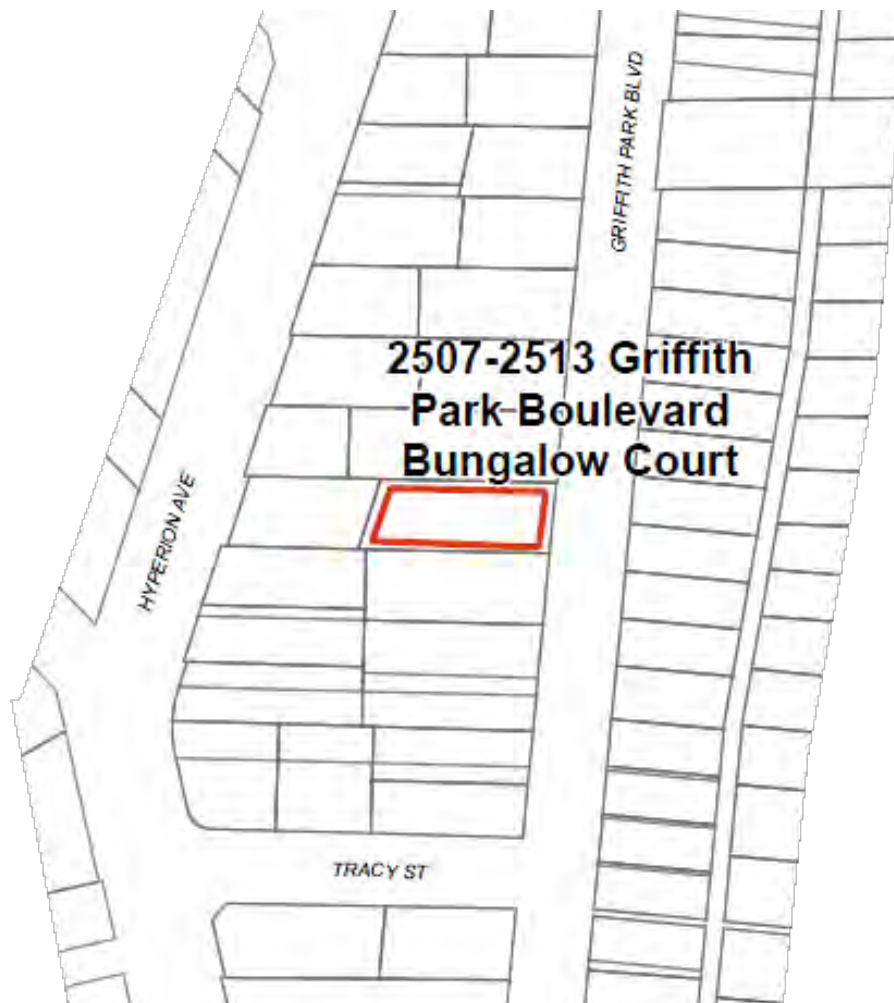 GRIFFITH PARK BLVD
2507-2513 Griffith
Park Boulevard
Bungalow Court
HYPERION AVE
TRACY ST